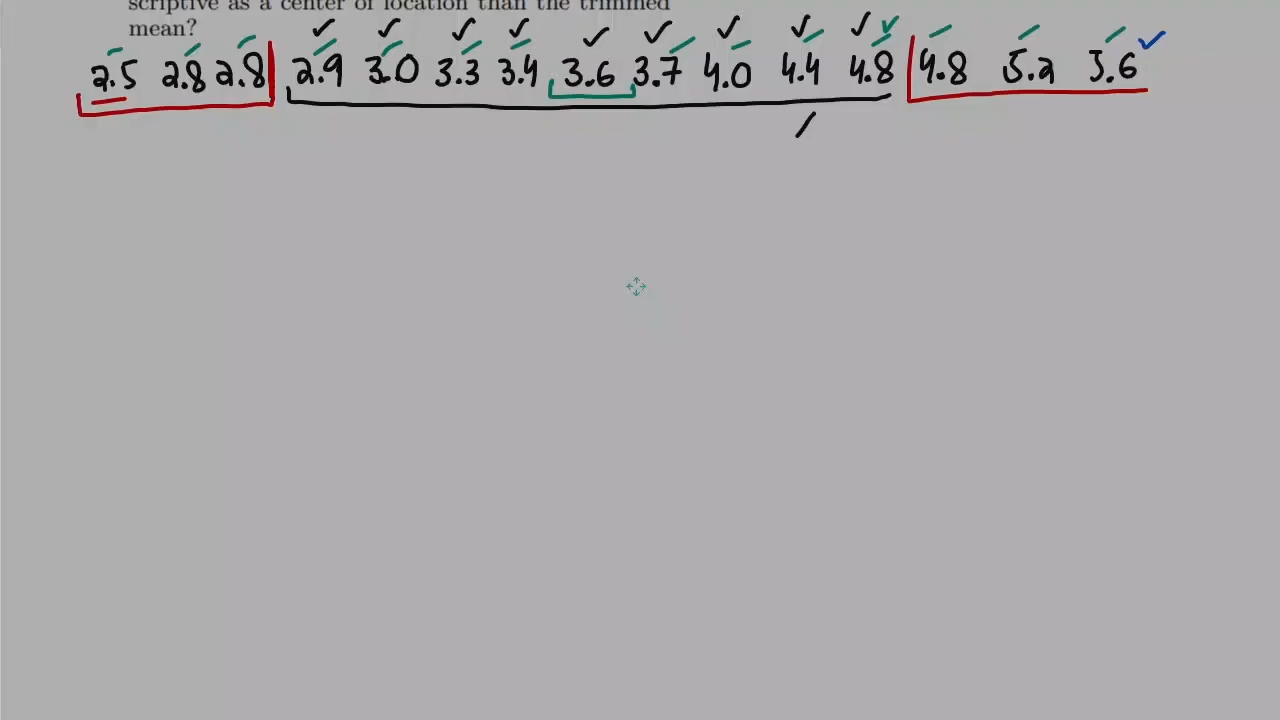 scriptive as a center of location than the trimmed
mean?
2.5 2.8 2.8 2.9 3.0 3.3 3.4 3.6 3.7 4.0 4.4 4.8 4.8 5.2 5.6